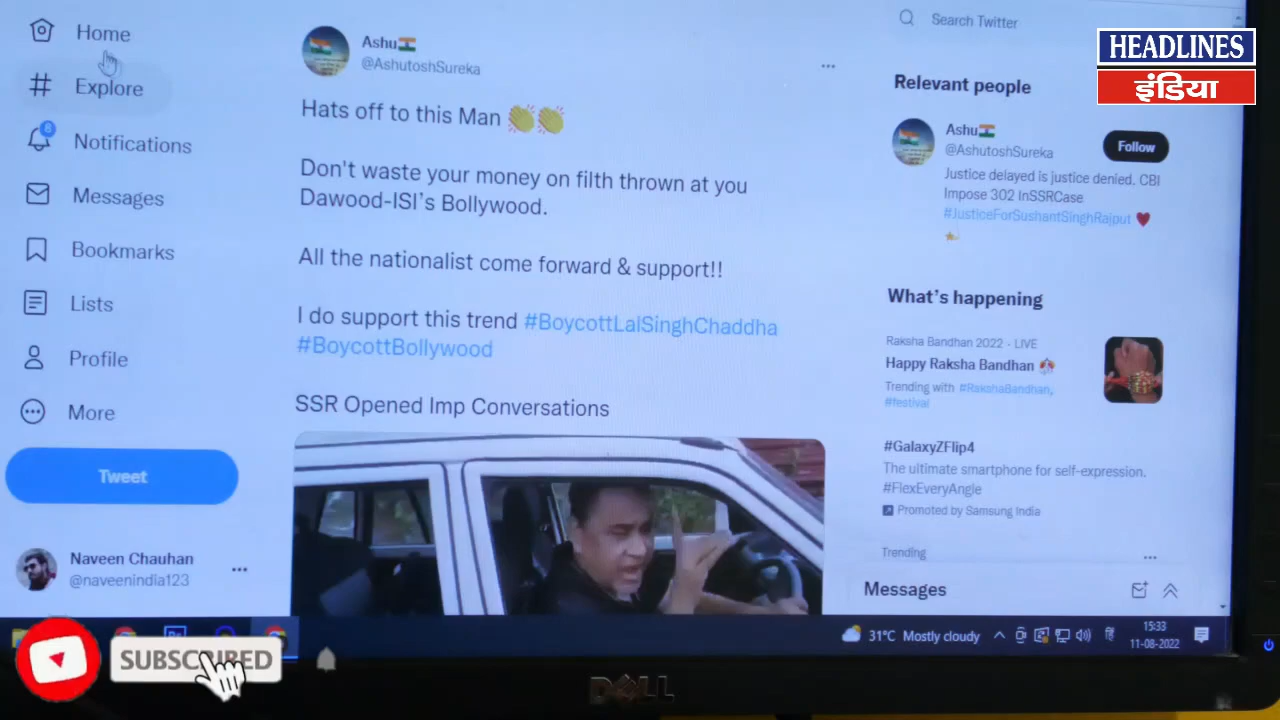 Home
Explore
8
Notifications
Messages
Bookmarks
Lists
Profile
More
Tweet
Naveen Chauhan
@naveenindia123
Ashu
@AshutoshSureka
Hats off to this Man
Don't waste your money on filth thrown at you
Dawood-ISI's Bollywood.
All the nationalist come forward & support!!
I do support this trend #BoycottLalSinghChaddha
#BoycottBollywood
SSR Opened Imp Conversations
Search Twitter
HEADLINES
इंडिया
Relevant people
Ashu
@AshutoshSureka
Follow
Justice delayed is justice denied. CBI
Impose 302 InSSRCase
#JusticeForSushantSinghRajput
What's happening
Raksha Bandhan 2022 · LIVE
Happy Raksha Bandhan
Trending with #RakshaBandhan,
#festival
#GalaxyZFlip4
The ultimate smartphone for self-expression.
#FlexEveryAngle
Promoted by Samsung India
Trending
Messages
31°C Mostly cloudy
15:33
11-08-2022
SUBSCRIBED
DELL